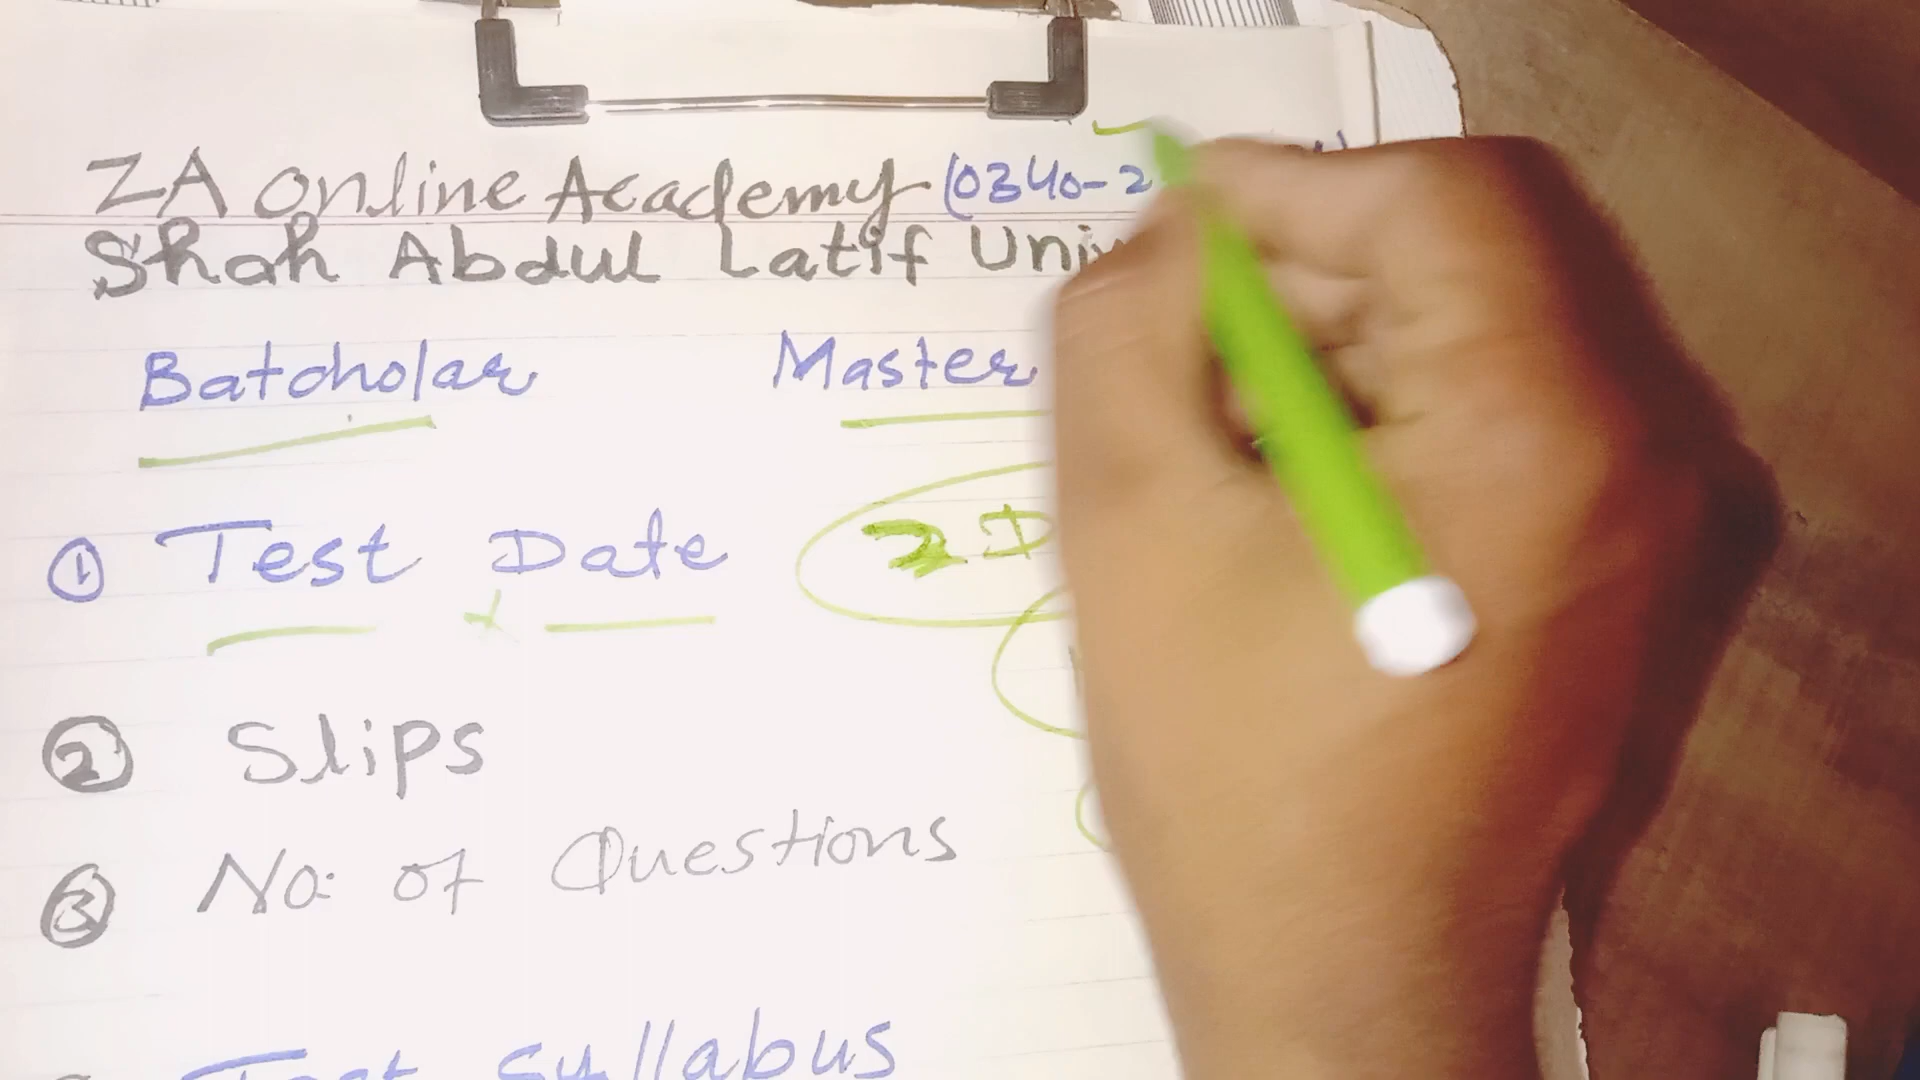 ZA Online Academy (0340-2
Shah Abdul Latif Uni
Batcholar Master
① Test Date 2 D
② Slips
③ No: of Questions
Test Syllabus